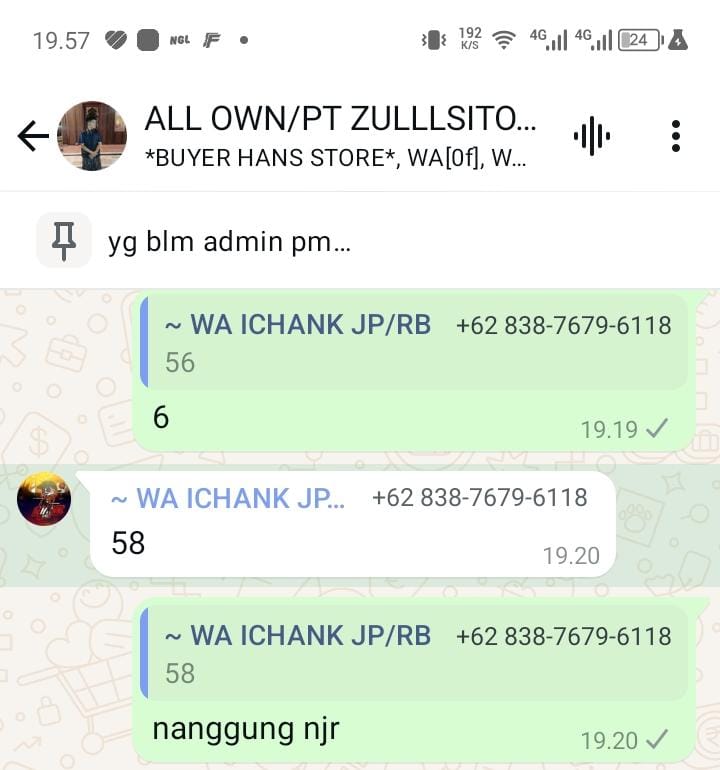 19.57 NGL 192 K/S 4G 4G 24
ALL OWN/PT ZULLLSITO...
*BUYER HANS STORE*, WA[0f], W...
yg blm admin pm...
~ WA ICHANK JP/RB +62 838-7679-6118
56
6
19.19
~ WA ICHANK JP... +62 838-7679-6118
58
19.20
~ WA ICHANK JP/RB +62 838-7679-6118
58
nanggung njr
19.20